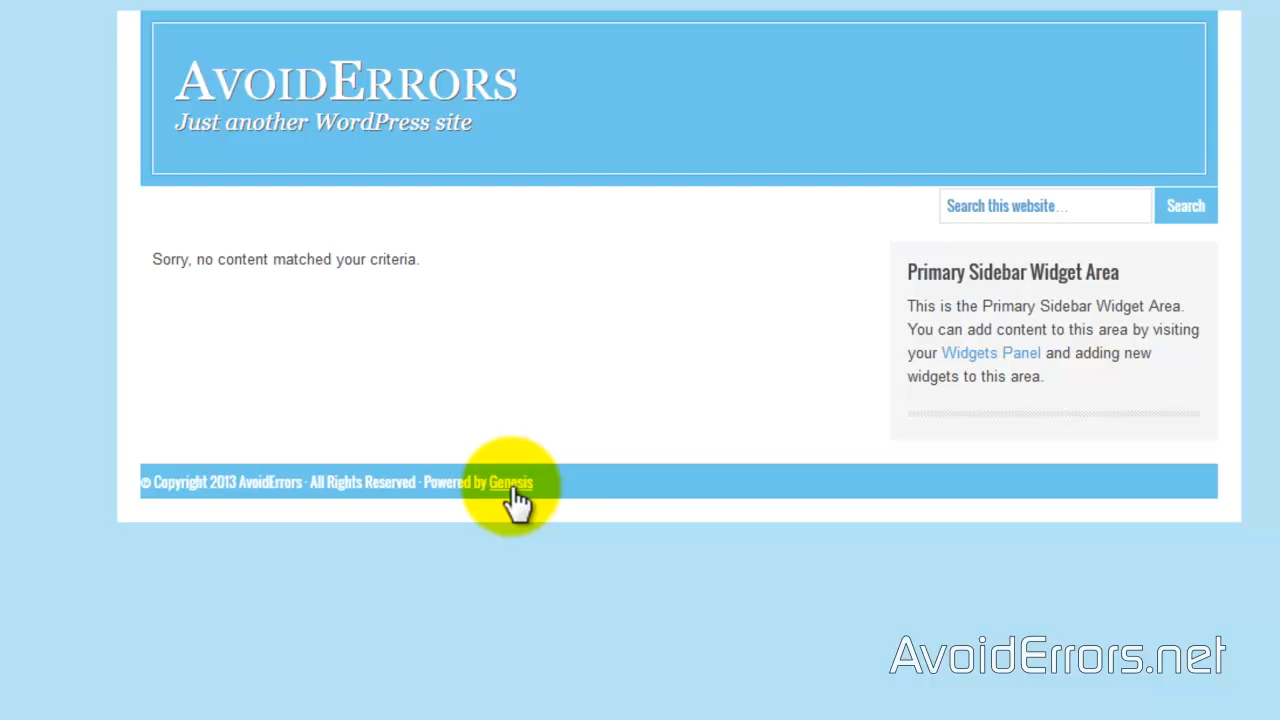 AvoidErrors
Just another WordPress site
Search this website…
Search
Sorry, no content matched your criteria.
Primary Sidebar Widget Area
This is the Primary Sidebar Widget Area.
You can add content to this area by visiting
your Widgets Panel and adding new
widgets to this area.
© Copyright 2013 AvoidErrors · All Rights Reserved · Powered by Genesis
AvoidErrors.net